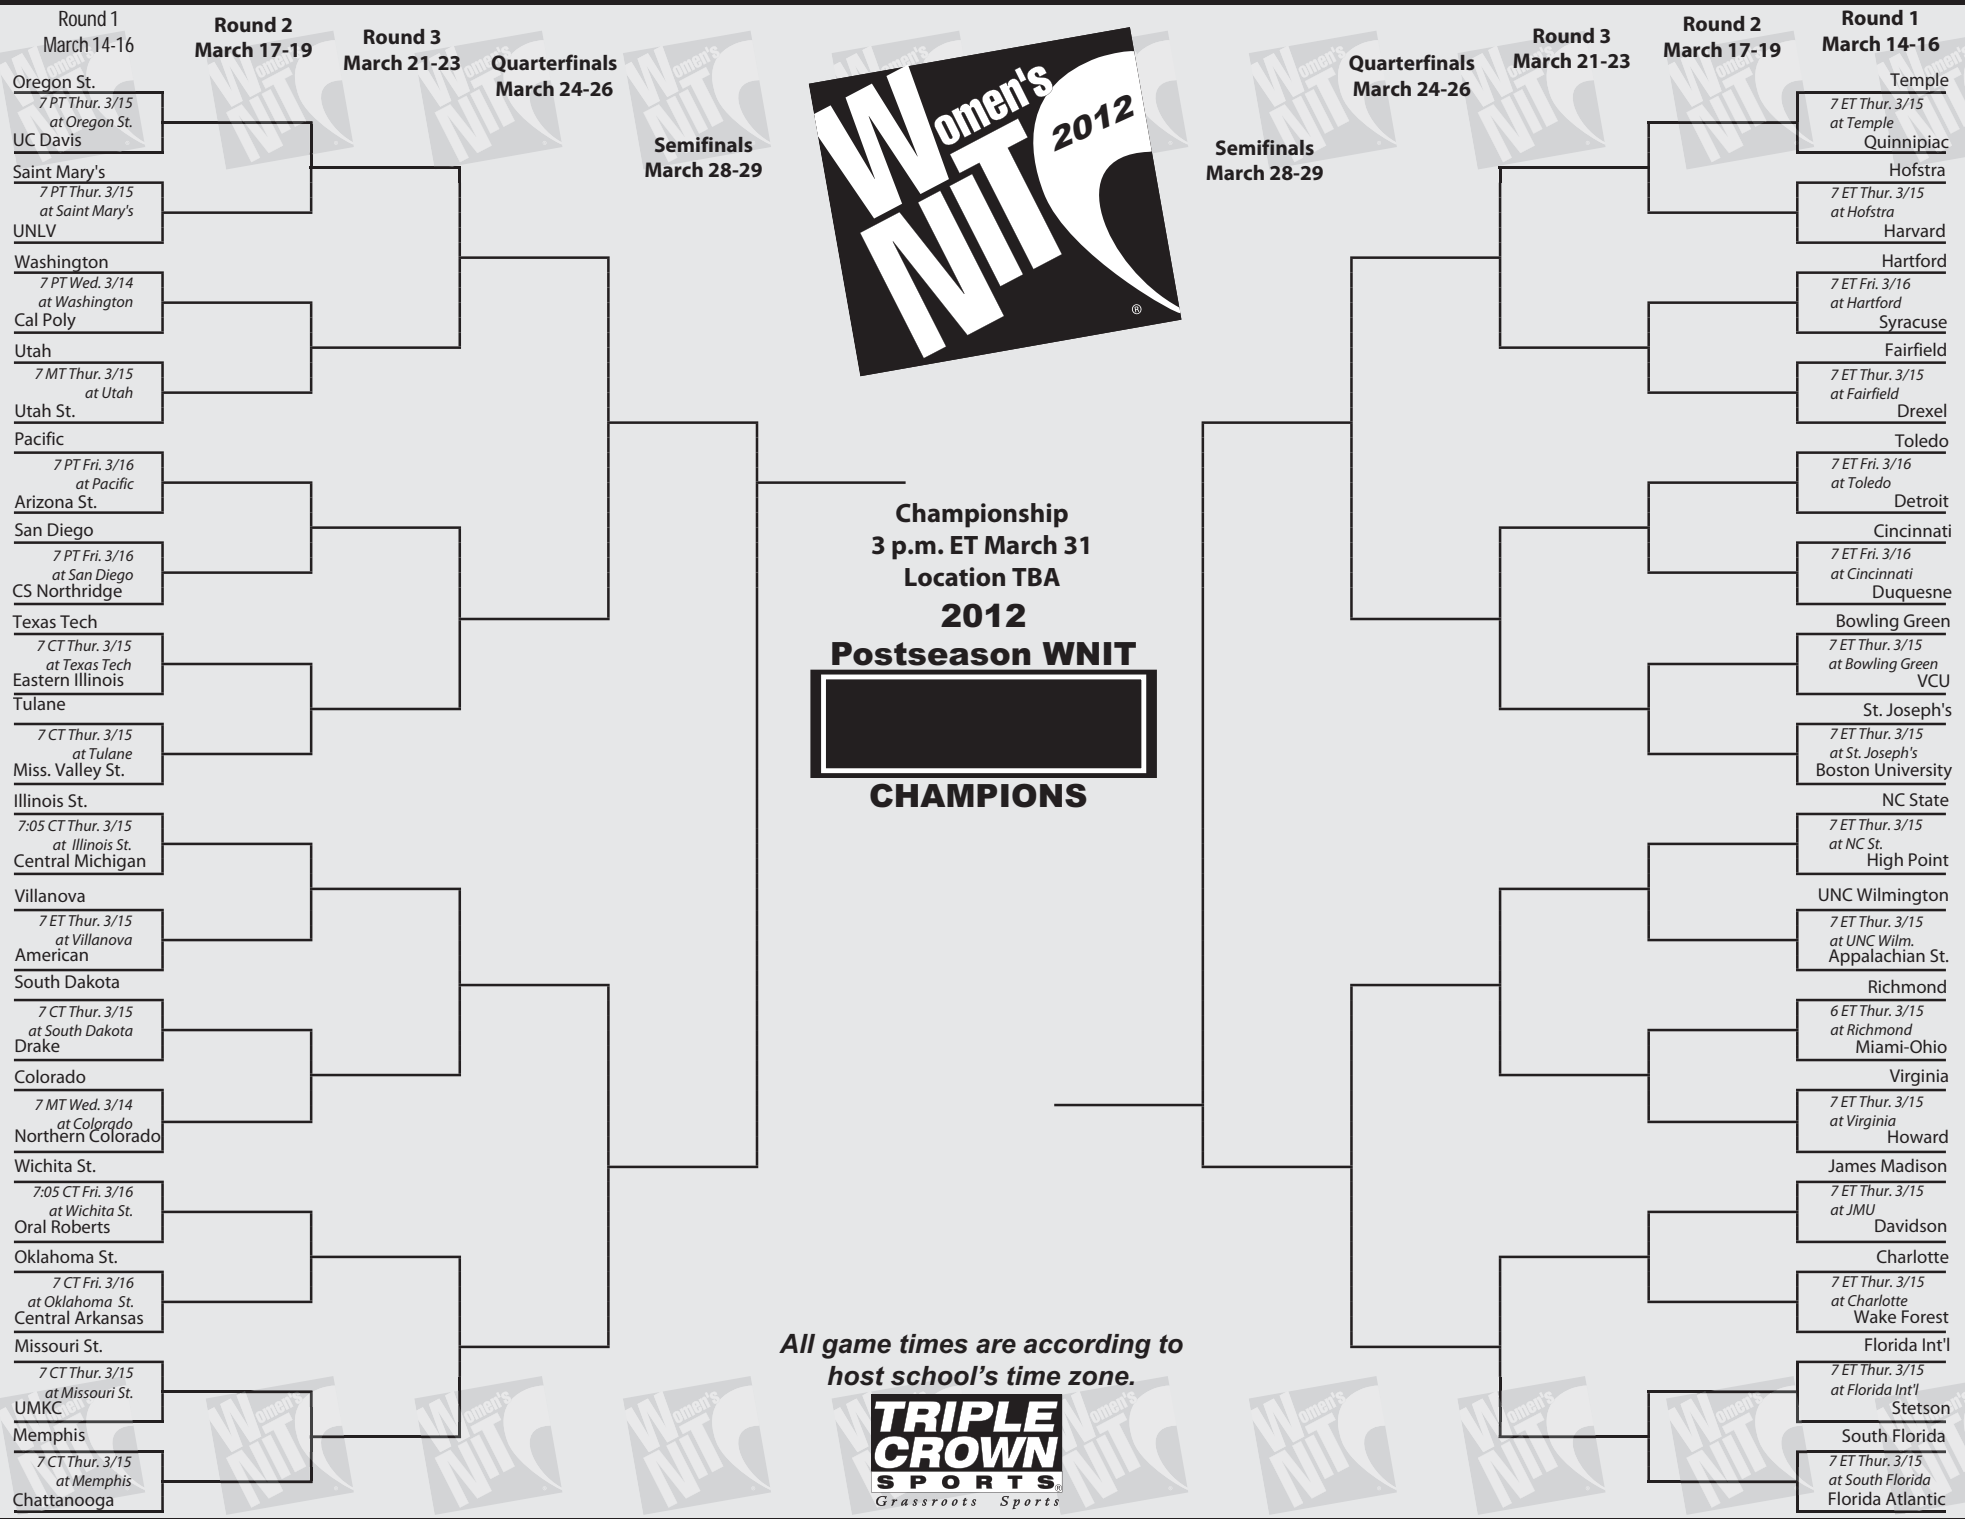 Round 1
March 14-16
Round 2
March 17-19
Round 3
March 21-23
Quarterfinals
March 24-26
Semifinals
March 28-29
Women's
NIT
2012
®
Semifinals
March 28-29
Quarterfinals
March 24-26
Round 3
March 21-23
Round 2
March 17-19
Round 1
March 14-16
Oregon St.
7 PT Thur. 3/15
at Oregon St.
UC Davis
Saint Mary's
7 PT Thur. 3/15
at Saint Mary's
UNLV
Washington
7 PT Wed. 3/14
at Washington
Cal Poly
Utah
7 MT Thur. 3/15
at Utah
Utah St.
Pacific
7 PT Fri. 3/16
at Pacific
Arizona St.
San Diego
7 PT Fri. 3/16
at San Diego
CS Northridge
Texas Tech
7 CT Thur. 3/15
at Texas Tech
Eastern Illinois
Tulane
7 CT Thur. 3/15
at Tulane
Miss. Valley St.
Illinois St.
7:05 CT Thur. 3/15
at Illinois St.
Central Michigan
Villanova
7 ET Thur. 3/15
at Villanova
American
South Dakota
7 CT Thur. 3/15
at South Dakota
Drake
Colorado
7 MT Wed. 3/14
at Colorado
Northern Colorado
Wichita St.
7:05 CT Fri. 3/16
at Wichita St.
Oral Roberts
Oklahoma St.
7 CT Fri. 3/16
at Oklahoma St.
Central Arkansas
Missouri St.
7 CT Thur. 3/15
at Missouri St.
UMKC
Memphis
7 CT Thur. 3/15
at Memphis
Chattanooga
Championship
3 p.m. ET March 31
Location TBA
2012
Postseason WNIT
CHAMPIONS
All game times are according to
host school's time zone.
TRIPLE
CROWN
SPORTS®
Grassroots Sports
Temple
7 ET Thur. 3/15
at Temple
Quinnipiac
Hofstra
7 ET Thur. 3/15
at Hofstra
Harvard
Hartford
7 ET Fri. 3/16
at Hartford
Syracuse
Fairfield
7 ET Thur. 3/15
at Fairfield
Drexel
Toledo
7 ET Fri. 3/16
at Toledo
Detroit
Cincinnati
7 ET Fri. 3/16
at Cincinnati
Duquesne
Bowling Green
7 ET Thur. 3/15
at Bowling Green
VCU
St. Joseph's
7 ET Thur. 3/15
at St. Joseph's
Boston University
NC State
7 ET Thur. 3/15
at NC St.
High Point
UNC Wilmington
7 ET Thur. 3/15
at UNC Wilm.
Appalachian St.
Richmond
6 ET Thur. 3/15
at Richmond
Miami-Ohio
Virginia
7 ET Thur. 3/15
at Virginia
Howard
James Madison
7 ET Thur. 3/15
at JMU
Davidson
Charlotte
7 ET Thur. 3/15
at Charlotte
Wake Forest
Florida Int'l
7 ET Thur. 3/15
at Florida Int'l
Stetson
South Florida
7 ET Thur. 3/15
at South Florida
Florida Atlantic